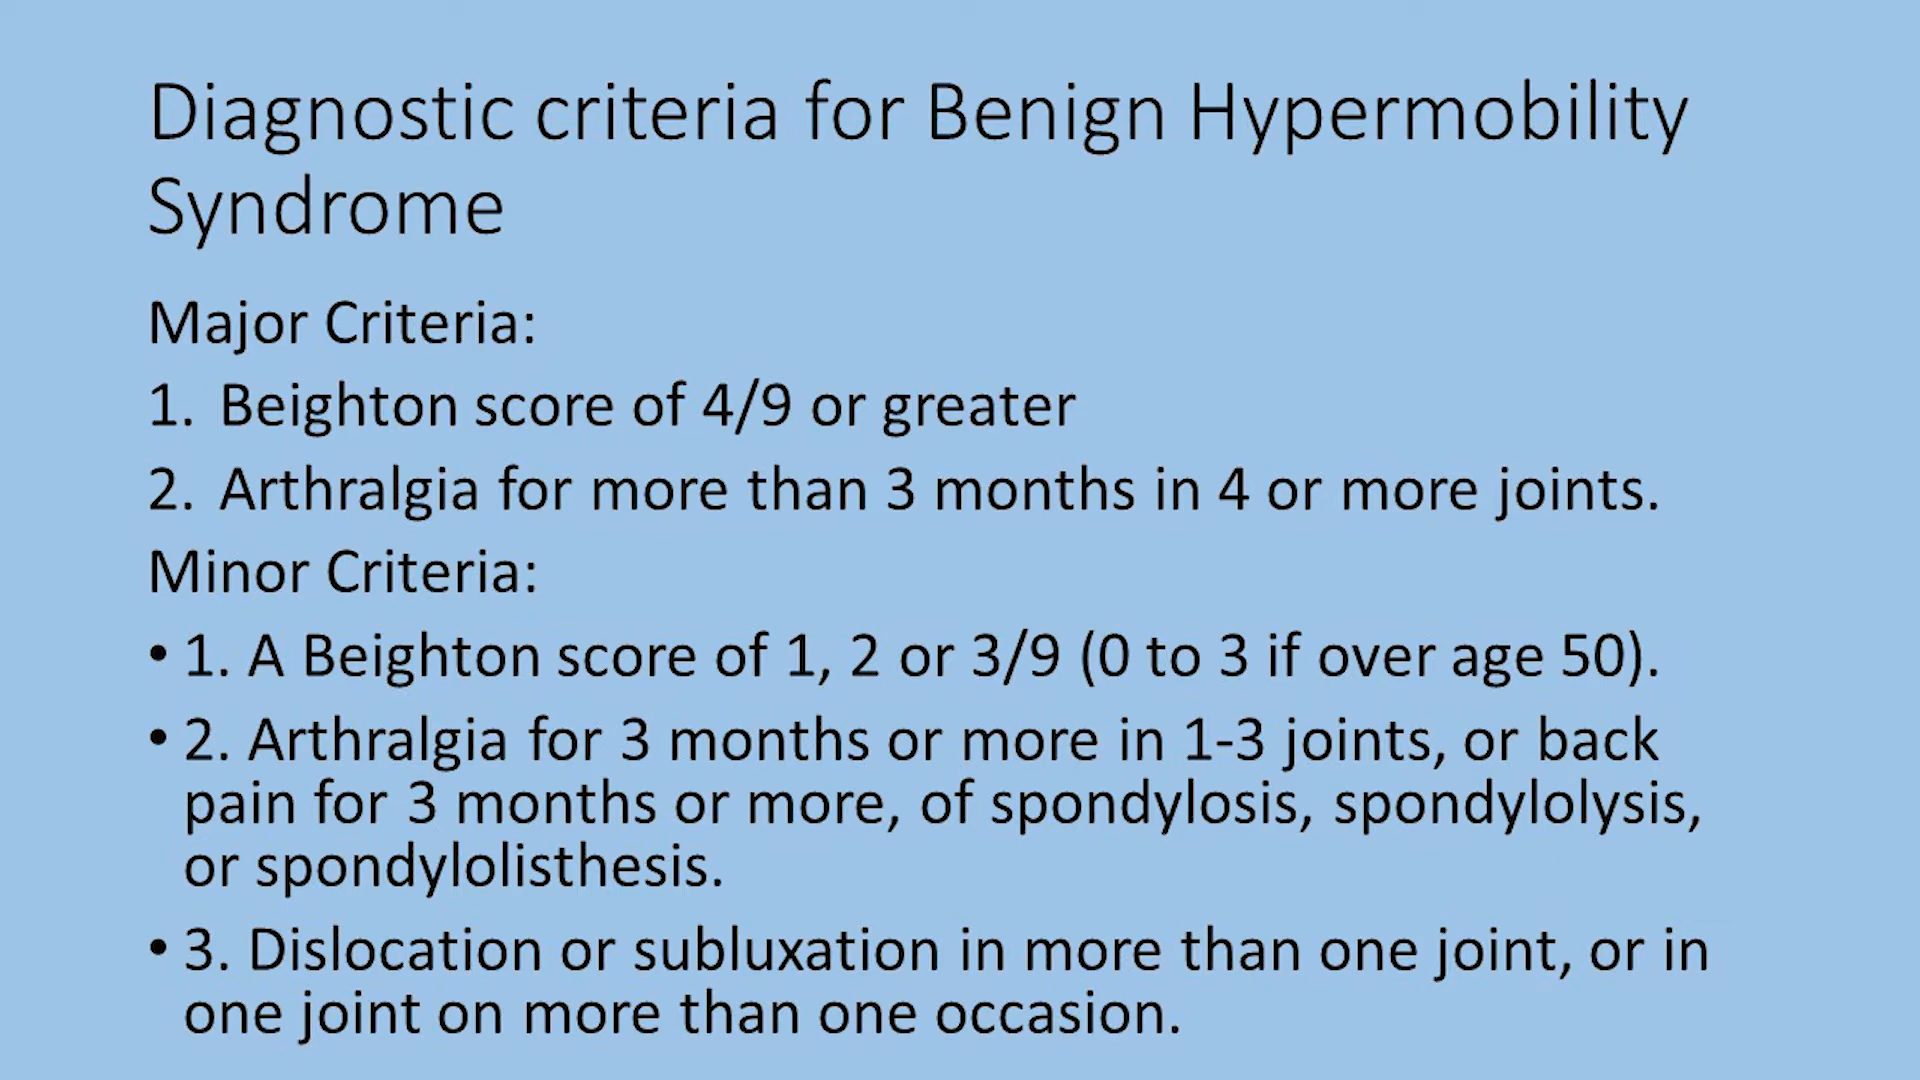 Diagnostic criteria for Benign Hypermobility
Syndrome
Major Criteria:
1. Beighton score of 4/9 or greater
2. Arthralgia for more than 3 months in 4 or more joints.
Minor Criteria:
• 1. A Beighton score of 1, 2 or 3/9 (0 to 3 if over age 50).
• 2. Arthralgia for 3 months or more in 1-3 joints, or back
pain for 3 months or more, of spondylosis, spondylolysis,
or spondylolisthesis.
• 3. Dislocation or subluxation in more than one joint, or in
one joint on more than one occasion.